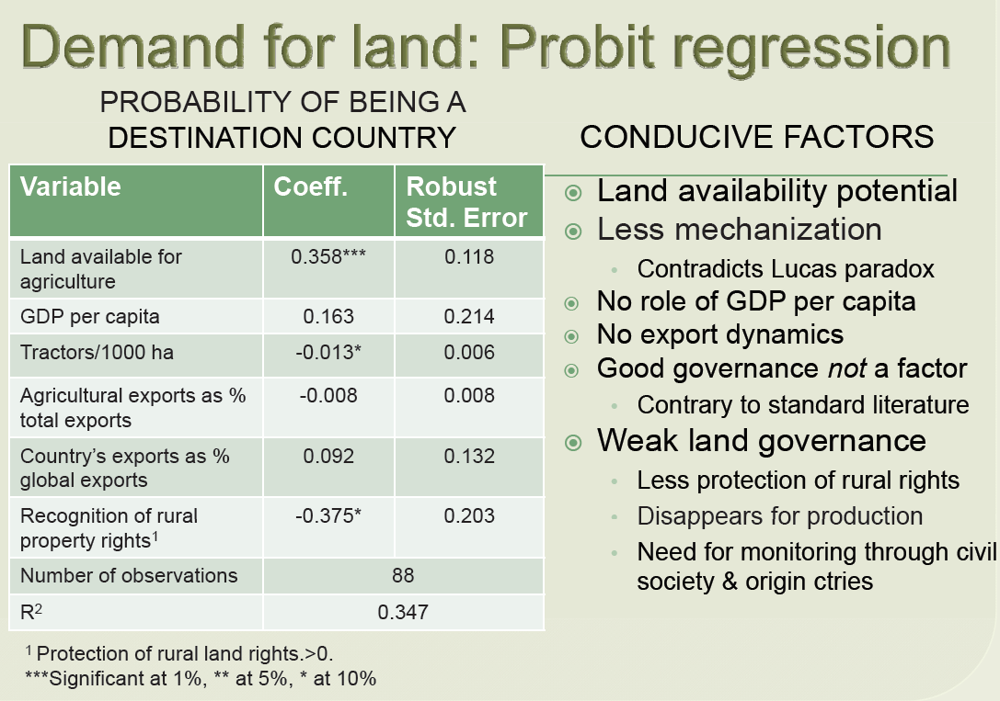 Demand for land: Probit regression
PROBABILITY OF BEING A
DESTINATION COUNTRY
Variable Coeff. Robust
Std. Error
Land available for 0.358*** 0.118
agriculture
GDP per capita 0.163 0.214
Tractors/1000 ha -0.013* 0.006
Agricultural exports as % -0.008 0.008
total exports
Country’s exports as % 0.092 0.132
global exports
Recognition of rural -0.375* 0.203
property rights¹
Number of observations 88
R² 0.347
¹ Protection of rural land rights.>0.
***Significant at 1%, ** at 5%, * at 10%
CONDUCIVE FACTORS
Land availability potential
Less mechanization
• Contradicts Lucas paradox
No role of GDP per capita
No export dynamics
Good governance not a factor
• Contrary to standard literature
Weak land governance
• Less protection of rural rights
• Disappears for production
• Need for monitoring through civil
society & origin ctries